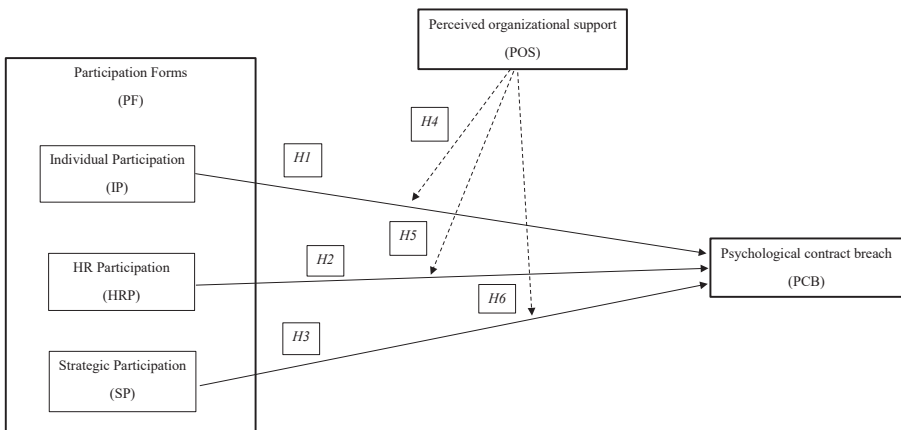 Perceived organizational support
(POS)
Participation Forms
(PF)
H4
H1
Individual Participation
(IP)
H5
H2
Psychological contract breach
(PCB)
HR Participation
(HRP)
H6
H3
Strategic Participation
(SP)